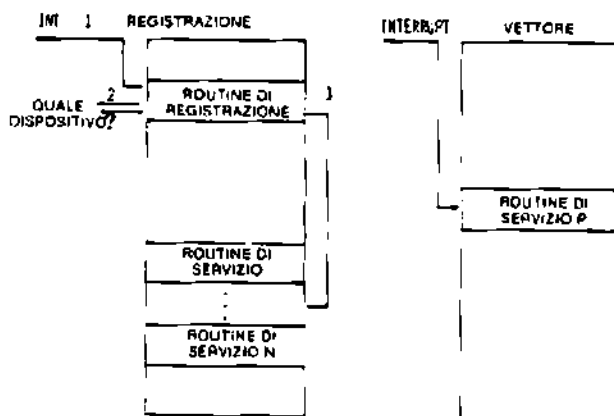 INT 1 REGISTRAZIONE
INTERRUPT VETTORE
2
ROUTINE DI
REGISTRAZIONE
1
QUALE
DISPOSITIVO?
ROUTINE DI
SERVIZIO P
ROUTINE DI
SERVIZIO
ROUTINE DI
SERVIZIO N